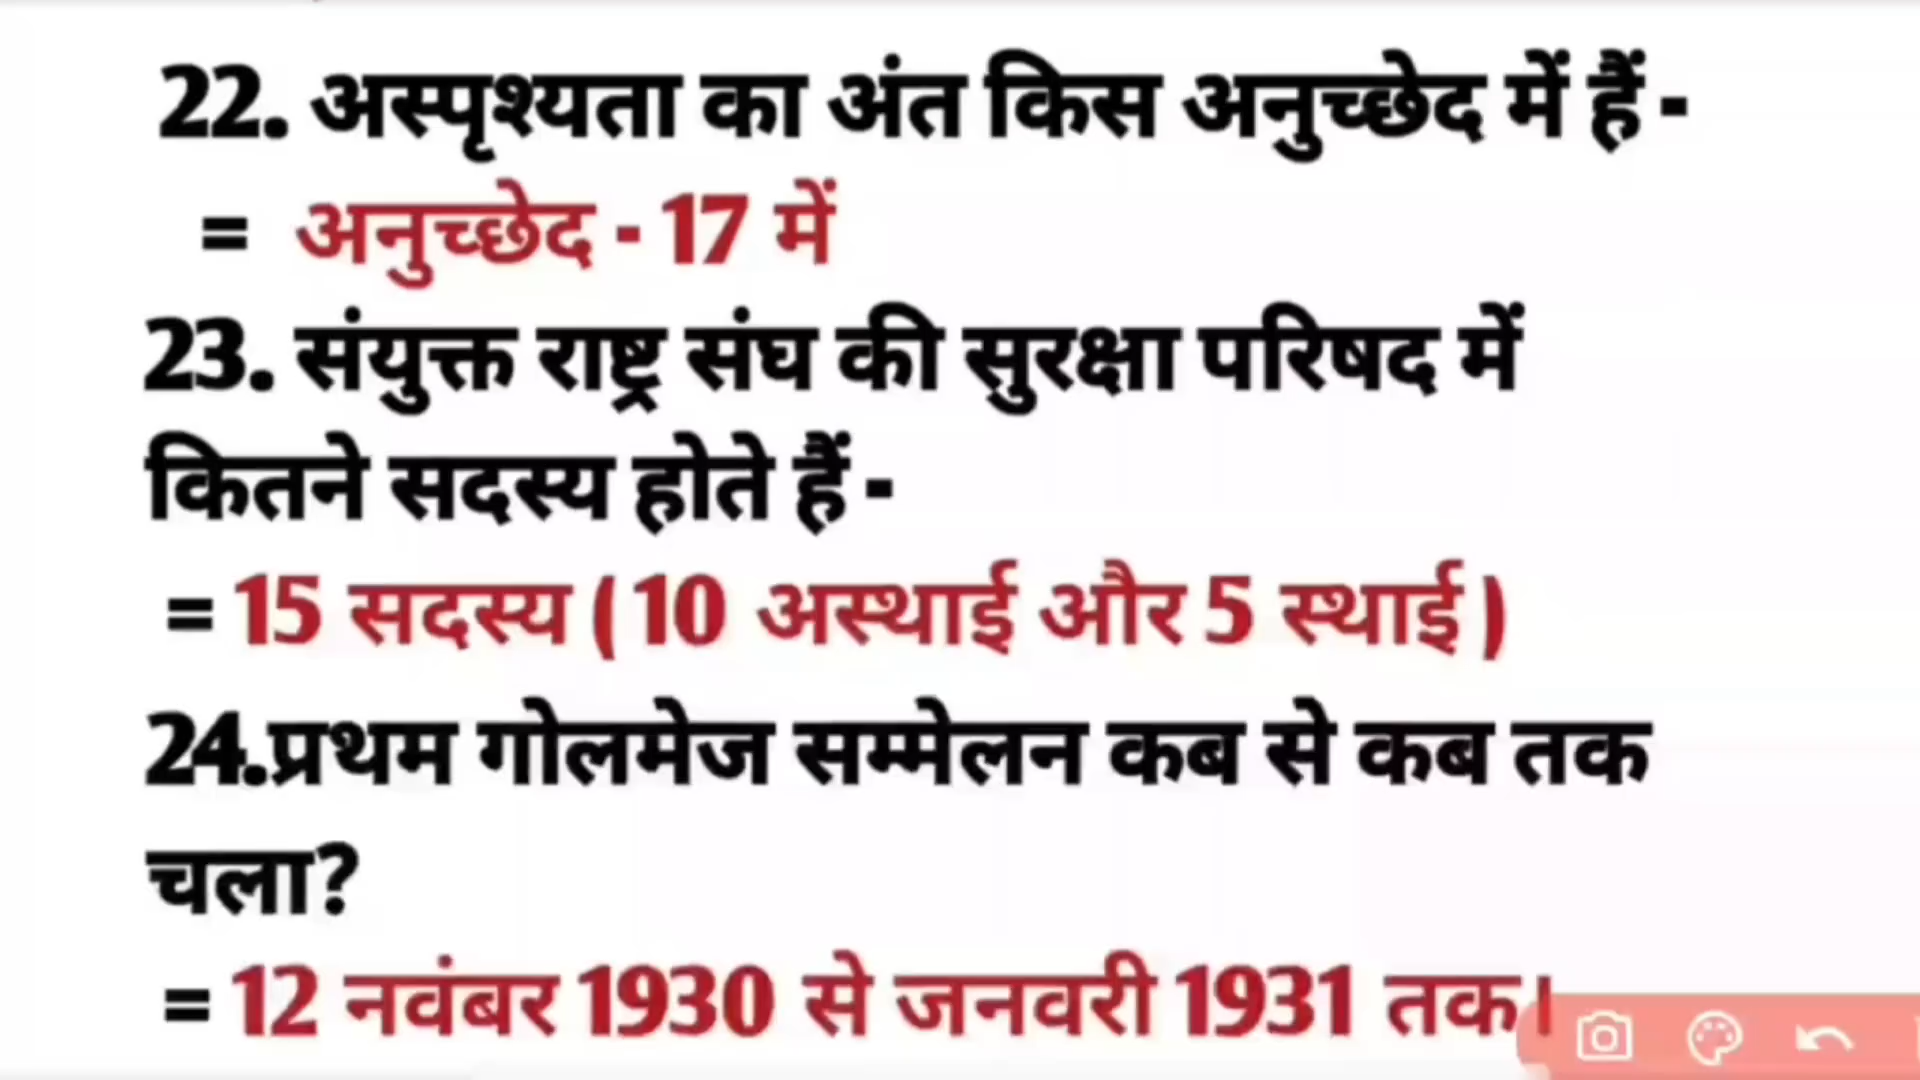 22. अस्पृश्यता का अंत किस अनुच्छेद में हैं -
= अनुच्छेद - 17 में
23. संयुक्त राष्ट्र संघ की सुरक्षा परिषद में
कितने सदस्य होते हैं -
= 15 सदस्य ( 10 अस्थाई और 5 स्थाई )
24.प्रथम गोलमेज सम्मेलन कब से कब तक
चला?
= 12 नवंबर 1930 से जनवरी 1931 तक।